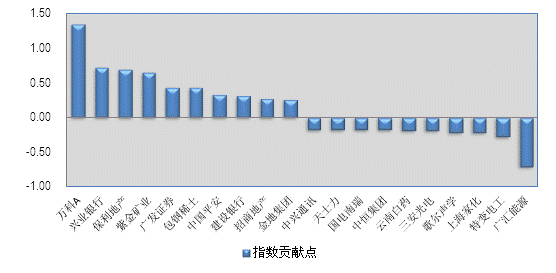 1.50
1.00
0.50
0.00
-0.50
-1.00
万科A
兴业银行
保利地产
紫金矿业
广发证券
包钢稀土
中国平安
建设银行
招商地产
金地集团
中兴通讯
天士力
国电南瑞
中恒集团
云南白药
三安光电
歌尔声学
上海家化
特变电工
广汇能源
指数贡献点